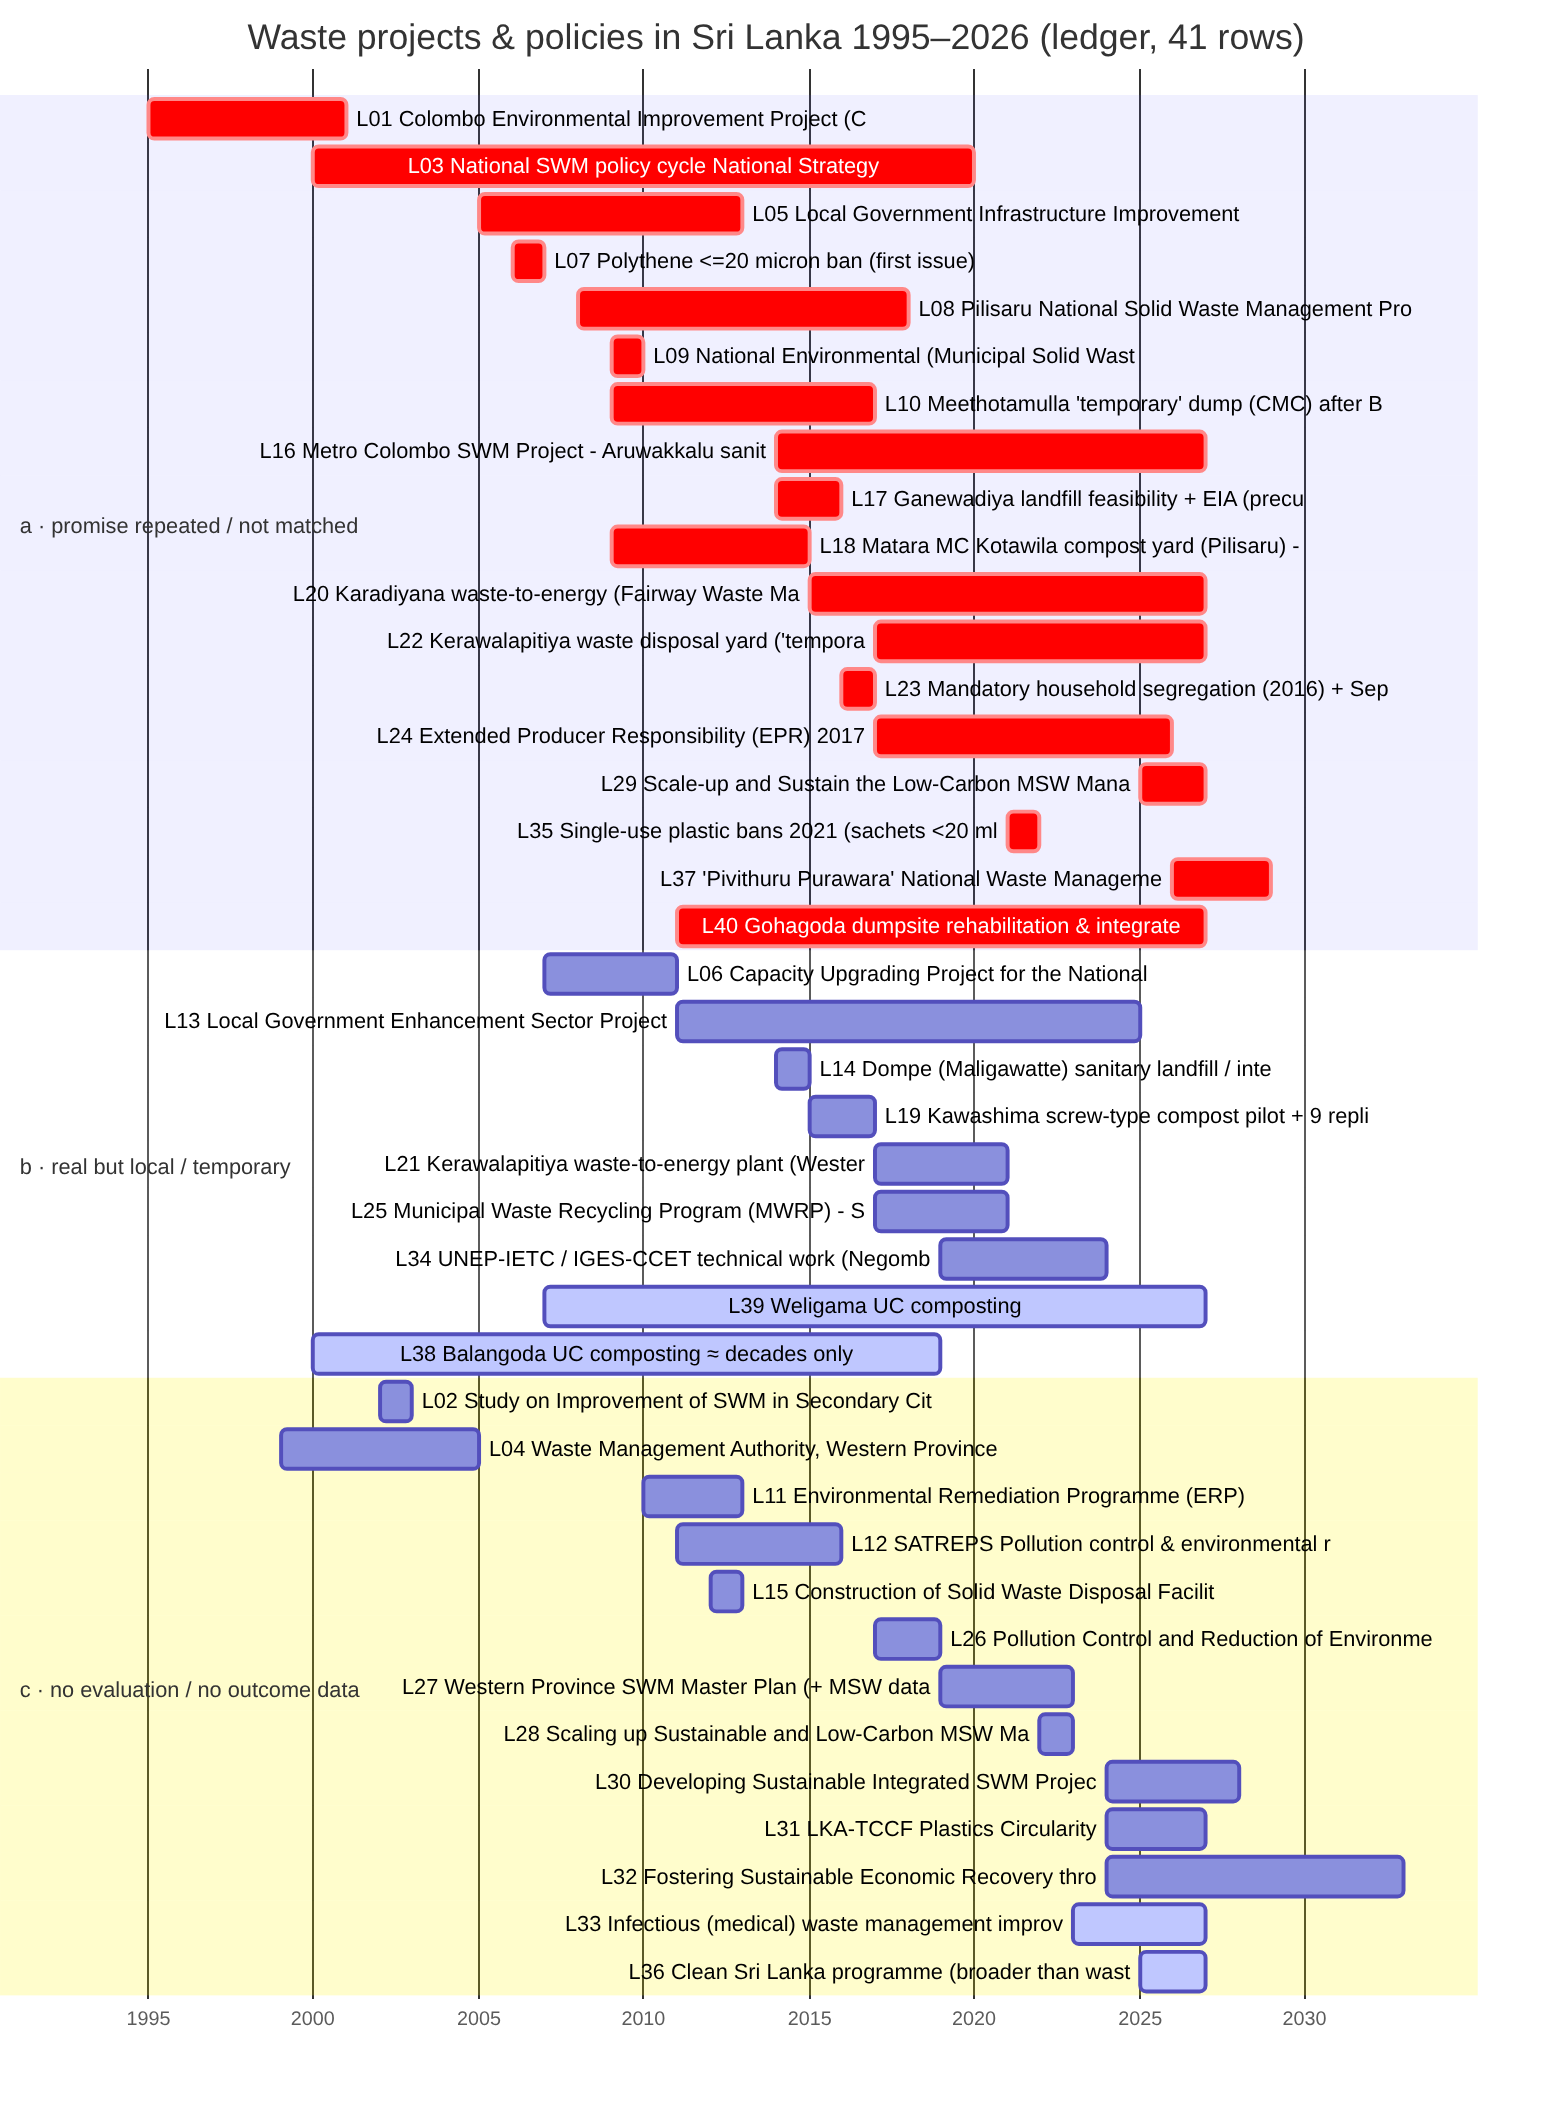 Waste projects & policies in Sri Lanka 1995–2026 (ledger, 41 rows)
L01 Colombo Environmental Improvement Project (C
L03 National SWM policy cycle National Strategy
L05 Local Government Infrastructure Improvement
L07 Polythene <=20 micron ban (first issue)
L08 Pilisaru National Solid Waste Management Pro
L09 National Environmental (Municipal Solid Wast
L10 Meethotamulla 'temporary' dump (CMC) after B
L16 Metro Colombo SWM Project - Aruwakkalu sanit
L17 Ganewadiya landfill feasibility + EIA (precu
a · promise repeated / not matched
L18 Matara MC Kotawila compost yard (Pilisaru) -
L20 Karadiyana waste-to-energy (Fairway Waste Ma
L22 Kerawalapitiya waste disposal yard ('tempora
L23 Mandatory household segregation (2016) + Sep
L24 Extended Producer Responsibility (EPR) 2017
L29 Scale-up and Sustain the Low-Carbon MSW Mana
L35 Single-use plastic bans 2021 (sachets <20 ml
L37 'Pivithuru Purawara' National Waste Manageme
L40 Gohagoda dumpsite rehabilitation & integrate
L06 Capacity Upgrading Project for the National
L13 Local Government Enhancement Sector Project
L14 Dompe (Maligawatte) sanitary landfill / inte
L19 Kawashima screw-type compost pilot + 9 repli
L21 Kerawalapitiya waste-to-energy plant (Wester
b · real but local / temporary
L25 Municipal Waste Recycling Program (MWRP) - S
L34 UNEP-IETC / IGES-CCET technical work (Negomb
L39 Weligama UC composting
L38 Balangoda UC composting ≈ decades only
L02 Study on Improvement of SWM in Secondary Cit
L04 Waste Management Authority, Western Province
L11 Environmental Remediation Programme (ERP)
L12 SATREPS Pollution control & environmental r
L15 Construction of Solid Waste Disposal Facilit
L26 Pollution Control and Reduction of Environme
c · no evaluation / no outcome data
L27 Western Province SWM Master Plan (+ MSW data
L28 Scaling up Sustainable and Low-Carbon MSW Ma
L30 Developing Sustainable Integrated SWM Projec
L31 LKA-TCCF Plastics Circularity
L32 Fostering Sustainable Economic Recovery thro
L33 Infectious (medical) waste management improv
L36 Clean Sri Lanka programme (broader than wast
1995 2000 2005 2010 2015 2020 2025 2030